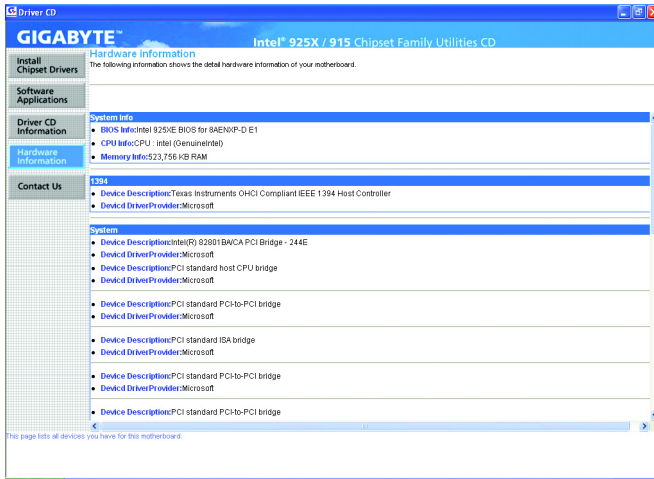 Driver CD
GIGABYTE™
Intel® 925X / 915 Chipset Family Utilities CD
Install
Chipset Drivers
Software
Applications
Driver CD
Information
Hardware
Information
Contact Us
Hardware information
The following information shows the detail hardware information of your motherboard.
System Info
BIOS Info:Intel 925XE BIOS for 8AENXP-D E1
CPU Info:CPU : intel (GenuineIntel)
Memory Info:523,756 KB RAM
1394
Device Description:Texas Instruments OHCI Compliant IEEE 1394 Host Controller
Devicd DriverProvider:Microsoft
System
Device Description:Intel(R) 82801BA/CA PCI Bridge - 244E
Devicd DriverProvider:Microsoft
Device Description:PCI standard host CPU bridge
Devicd DriverProvider:Microsoft
Device Description:PCI standard PCI-to-PCI bridge
Devicd DriverProvider:Microsoft
Device Description:PCI standard ISA bridge
Devicd DriverProvider:Microsoft
Device Description:PCI standard PCI-to-PCI bridge
Devicd DriverProvider:Microsoft
Device Description:PCI standard PCI-to-PCI bridge
This page lists all devices you have for this motherboard.